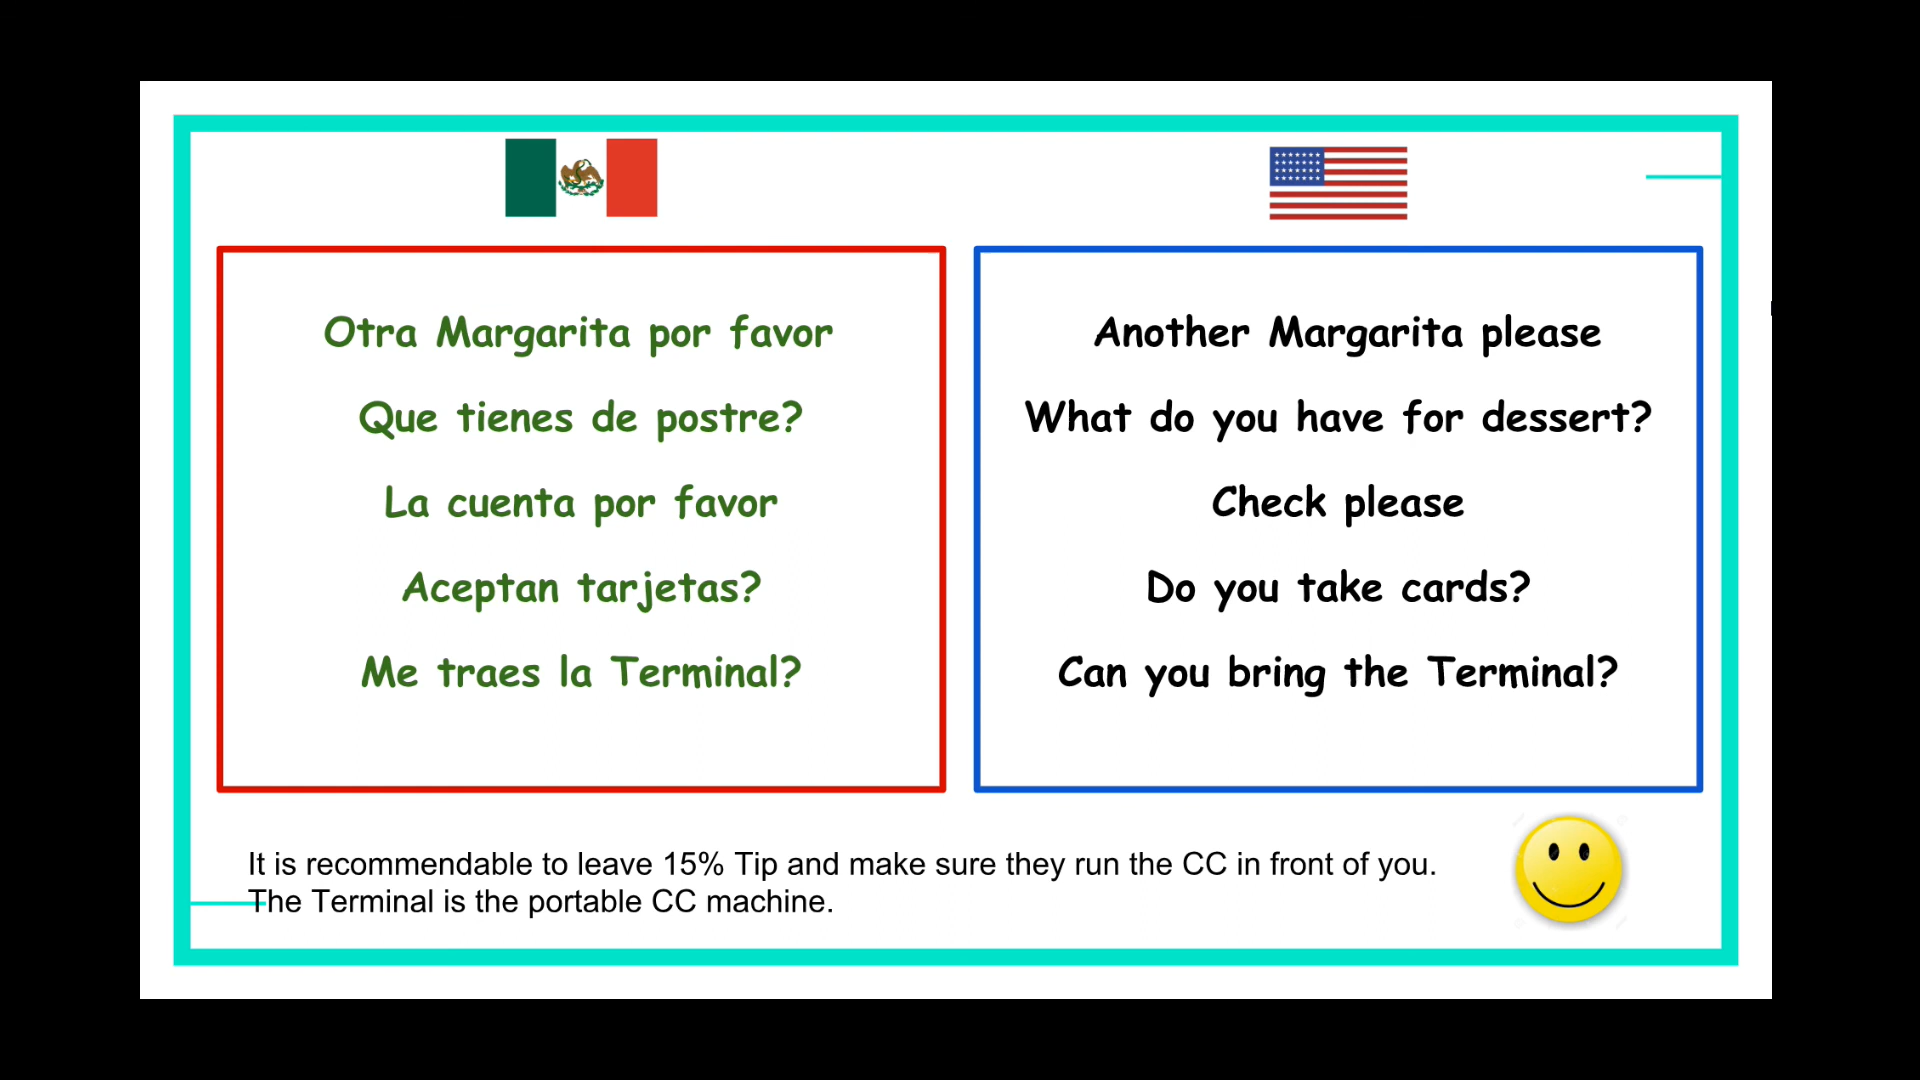 Otra Margarita por favor
Que tienes de postre?
La cuenta por favor
Aceptan tarjetas?
Me traes la Terminal?
Another Margarita please
What do you have for dessert?
Check please
Do you take cards?
Can you bring the Terminal?
It is recommendable to leave 15% Tip and make sure they run the CC in front of you.
The Terminal is the portable CC machine.